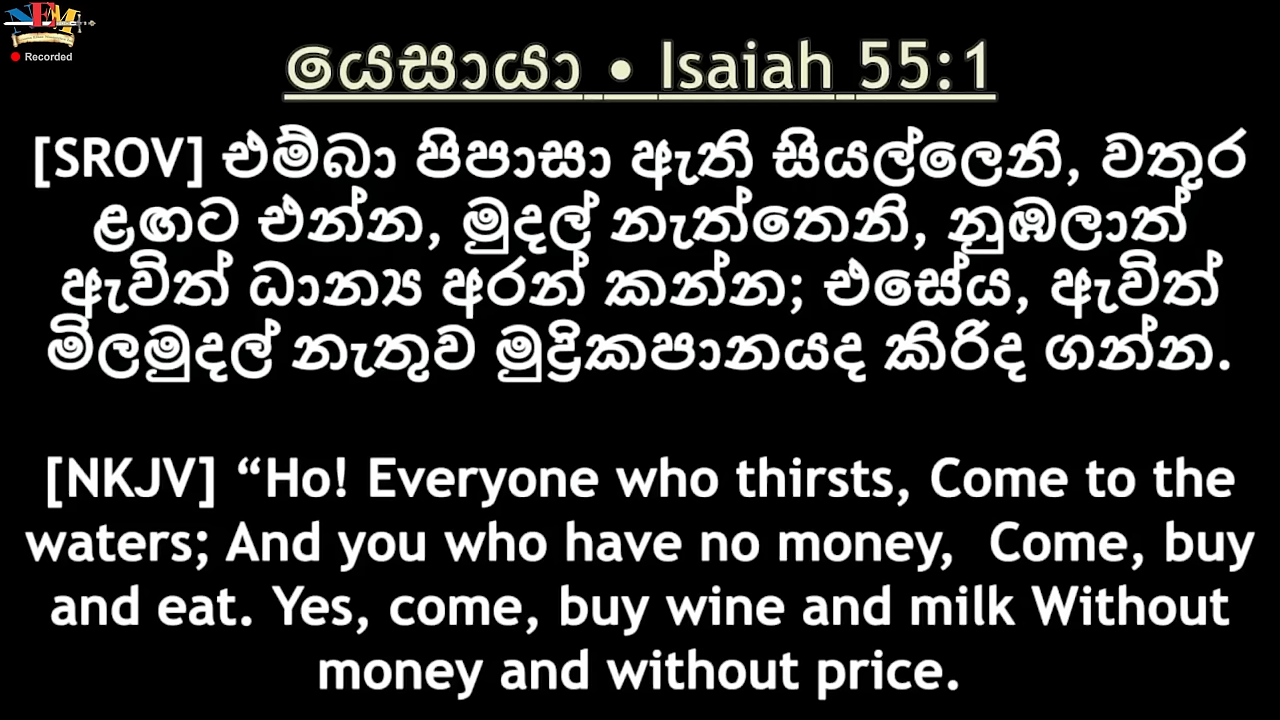 NEM
Recorded
යෙසායා • Isaiah 55:1
[SROV] එම්බා පිපාසා ඇති සියල්ලෙනි, වතුර
ළඟට එන්න, මුදල් නැත්තෙනි, නුඹලාත්
ඇවිත් ධාන්‍ය අරන් කන්න; එසේය, ඇවිත්
මිලමුදල් නැතුව මුද්‍රිකපානයද කිරිද ගන්න.
[NKJV] “Ho! Everyone who thirsts, Come to the
waters; And you who have no money,  Come, buy
and eat. Yes, come, buy wine and milk Without
money and without price.